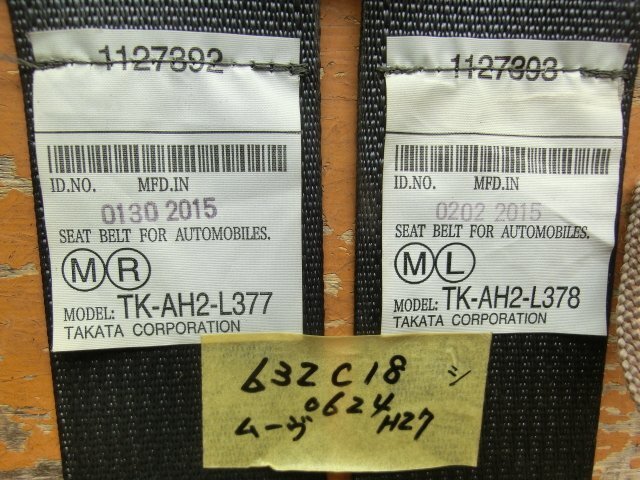 1127392
ID.NO. MFD.IN
0130 2015
SEAT BELT FOR AUTOMOBILES.
M R
MODEL: TK-AH2-L377
TAKATA CORPORATION
1127393
ID.NO. MFD.IN
0202 2015
SEAT BELT FOR AUTOMOBILES.
M L
MODEL: TK-AH2-L378
TAKATA CORPORATION
632C18 シ
0624
ムーヴ H27